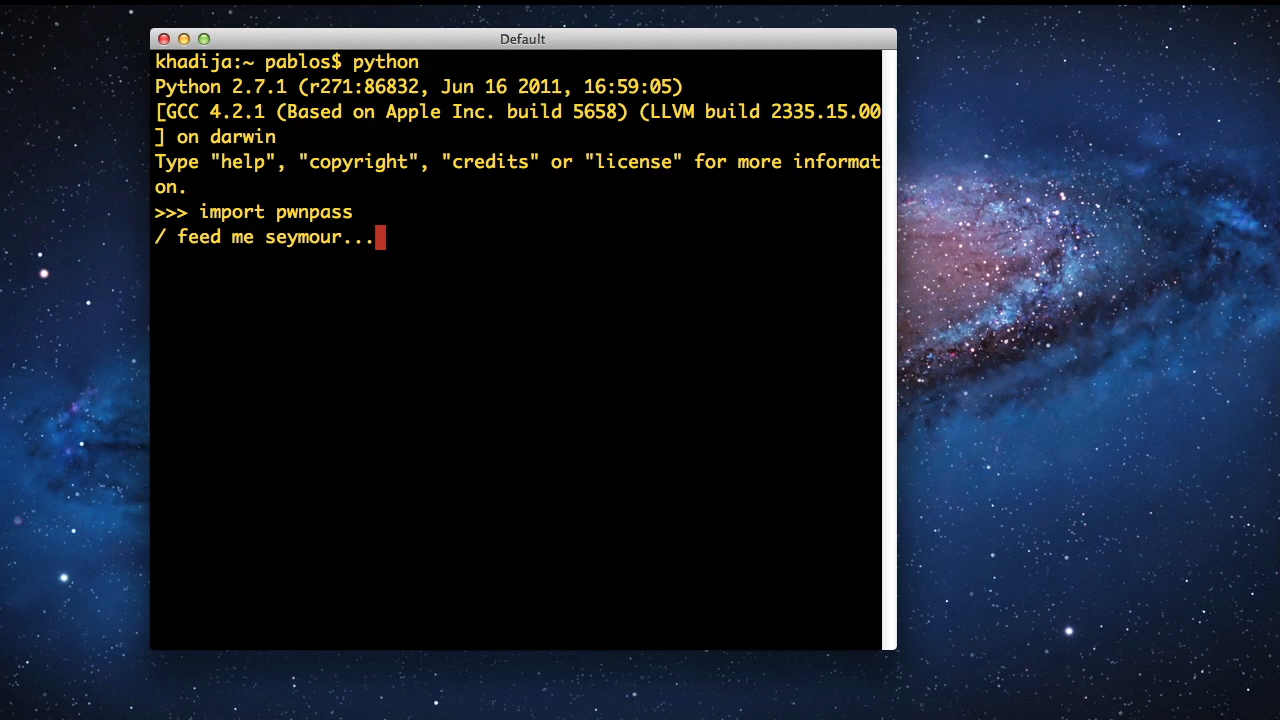 Default
khadija:~ pablos$ python
Python 2.7.1 (r271:86832, Jun 16 2011, 16:59:05)
[GCC 4.2.1 (Based on Apple Inc. build 5658) (LLVM build 2335.15.00
] on darwin
Type "help", "copyright", "credits" or "license" for more informat
on.
>>> import pwnpass
/ feed me seymour...